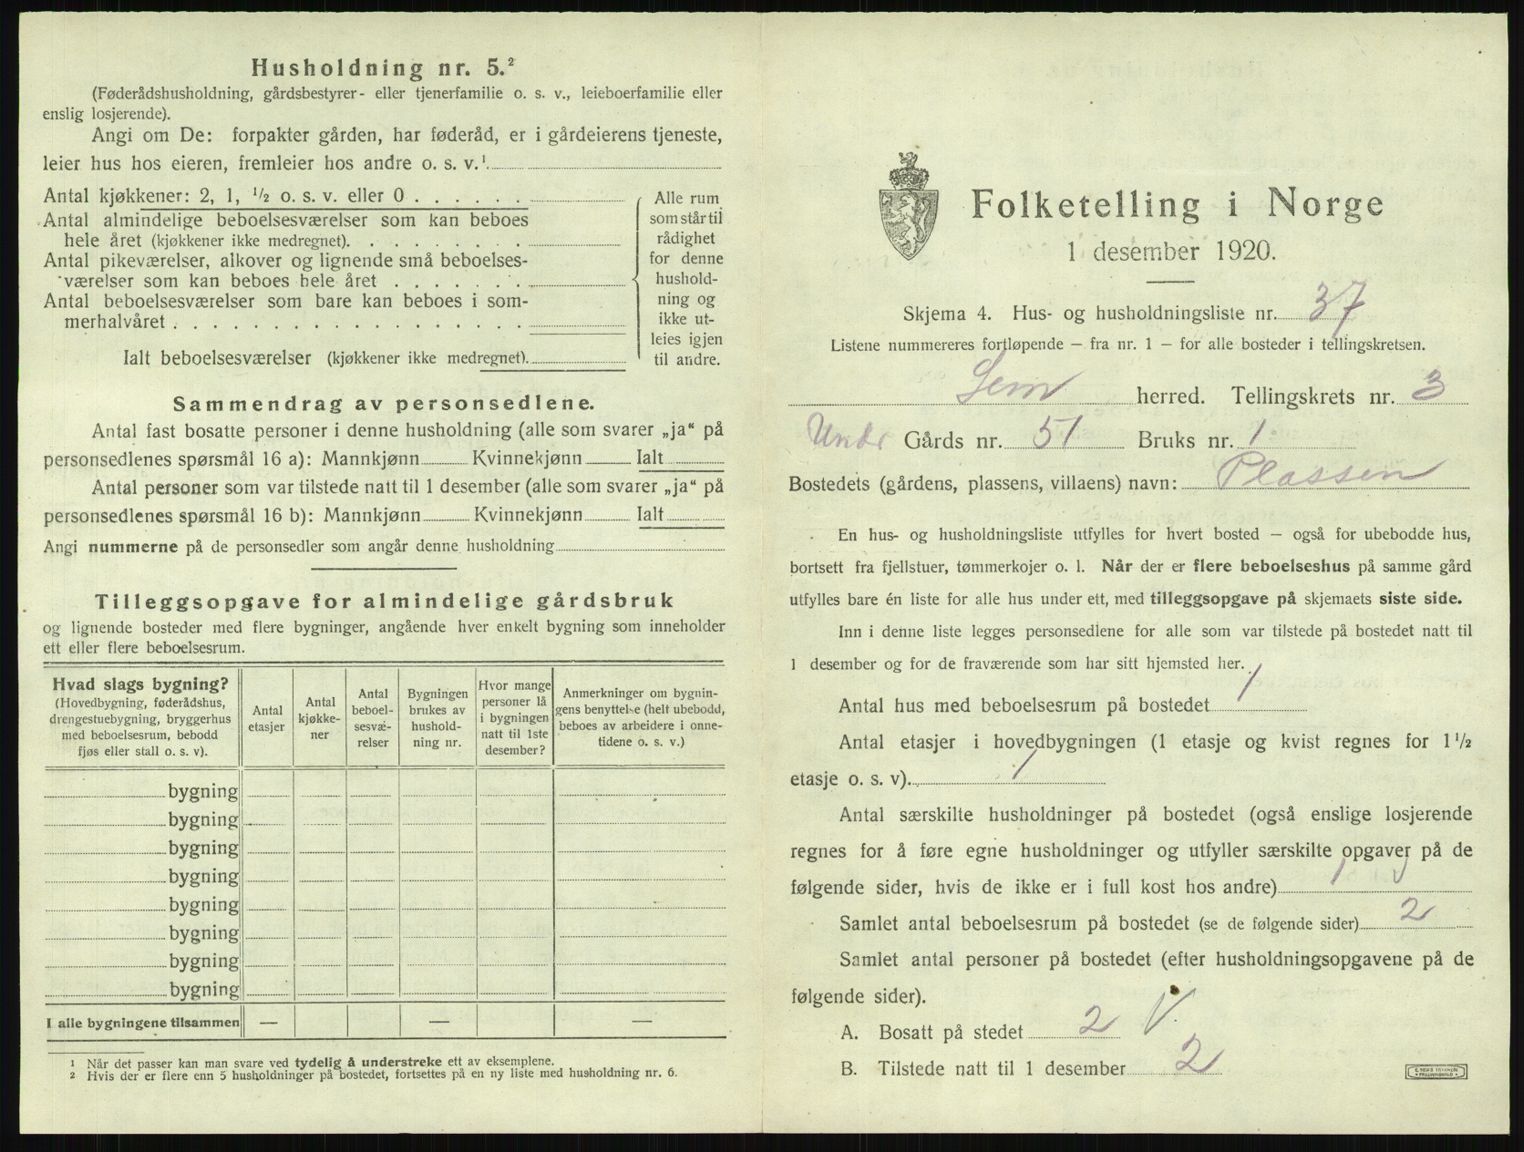 Husholdning nr. 5.²
(Føderådshusholdning, gårdsbestyrer- eller tjenerfamilie o. s. v., leieboerfamilie eller
enslig losjerende).
Angi om De: forpakter gården, har føderåd, er i gårdeierens tjeneste,
leier hus hos eieren, fremleier hos andre o. s. v.¹
Antal kjøkkener: 2, 1, ½ o. s. v. eller 0 . . . . . .
Antal almindelige beboelsesværelser som kan beboes
hele året (kjøkkener ikke medregnet). . . . . . . . .
Antal pikeværelser, alkover og lignende små beboelses-
værelser som kan beboes hele året . . . . . . .
Antal beboelsesværelser som bare kan beboes i som-
merhalvåret . . . . . . . . . . . . . . . . . .
Ialt beboelsesværelser (kjøkkener ikke medregnet).
Alle rum
som står til
rådighet
for denne
hushold-
ning og
ikke ut-
leies igjen
til andre.
Sammendrag av personsedlene.
Antal fast bosatte personer i denne husholdning (alle som svarer „ja“ på
personsedlenes spørsmål 16 a): Mannkjønn Kvinnekjønn Ialt
Antal personer som var tilstede natt til 1 desember (alle som svarer „ja“ på
personsedlenes spørsmål 16 b): Mannkjønn Kvinnekjønn Ialt
Angi nummerne på de personsedler som angår denne husholdning
Tilleggsopgave for almindelige gårdsbruk
og lignende bosteder med flere bygninger, angående hver enkelt bygning som inneholder
ett eller flere beboelsesrum.
Hvad slags bygning?
(Hovedbygning, føderådshus,
drengestuebygning, bryggerhus
med beboelsesrum, bebodd
fjøs eller stall o. s. v).
Antal
etasjer
Antal
kjøkke-
ner
Antal
beboel-
sesvæ-
relser
Bygningen
brukes av
hushold-
ning nr.
Hvor mange
personer lå
i bygningen
natt til 1ste
desember?
Anmerkninger om bygnin-
gens benyttelse (helt ubebodd,
beboes av arbeidere i onne-
tidene o. s. v.)
bygning
bygning
bygning
bygning
bygning
bygning
bygning
bygning
I alle bygningene tilsammen — — —
¹ Når det passer kan man svare ved tydelig å understreke ett av eksemplene.
² Hvis der er flere enn 5 husholdninger på bostedet, fortsettes på en ny liste med husholdning nr. 6.
Folketelling i Norge
1 desember 1920.
Skjema 4. Hus- og husholdningsliste nr. 37
Listene nummereres fortløpende — fra nr. 1 — for alle bosteder i tellingskretsen.
Sem herred. Tellingskrets nr. 3
Undr Gårds nr. 51 Bruks nr. 1
Bostedets (gårdens, plassens, villaens) navn: Plassen
En hus- og husholdningsliste utfylles for hvert bosted — også for ubebodde hus,
bortsett fra fjellstuer, tømmerkojer o. l. Når der er flere beboelseshus på samme gård
utfylles bare én liste for alle hus under ett, med tilleggsopgave på skjemaets siste side.
Inn i denne liste legges personsedlene for alle som var tilstede på bostedet natt til
1 desember og for de fraværende som har sitt hjemsted her.
Antal hus med beboelsesrum på bostedet 1
Antal etasjer i hovedbygningen (1 etasje og kvist regnes for 1½
etasje o. s. v). 1
Antal særskilte husholdninger på bostedet (også enslige losjerende
regnes for å føre egne husholdninger og utfyller særskilte opgaver på de
følgende sider, hvis de ikke er i full kost hos andre) 1
Samlet antal beboelsesrum på bostedet (se de følgende sider) 2
Samlet antal personer på bostedet (efter husholdningsopgavene på de
følgende sider).
A. Bosatt på stedet 2
B. Tilstede natt til 1 desember 2